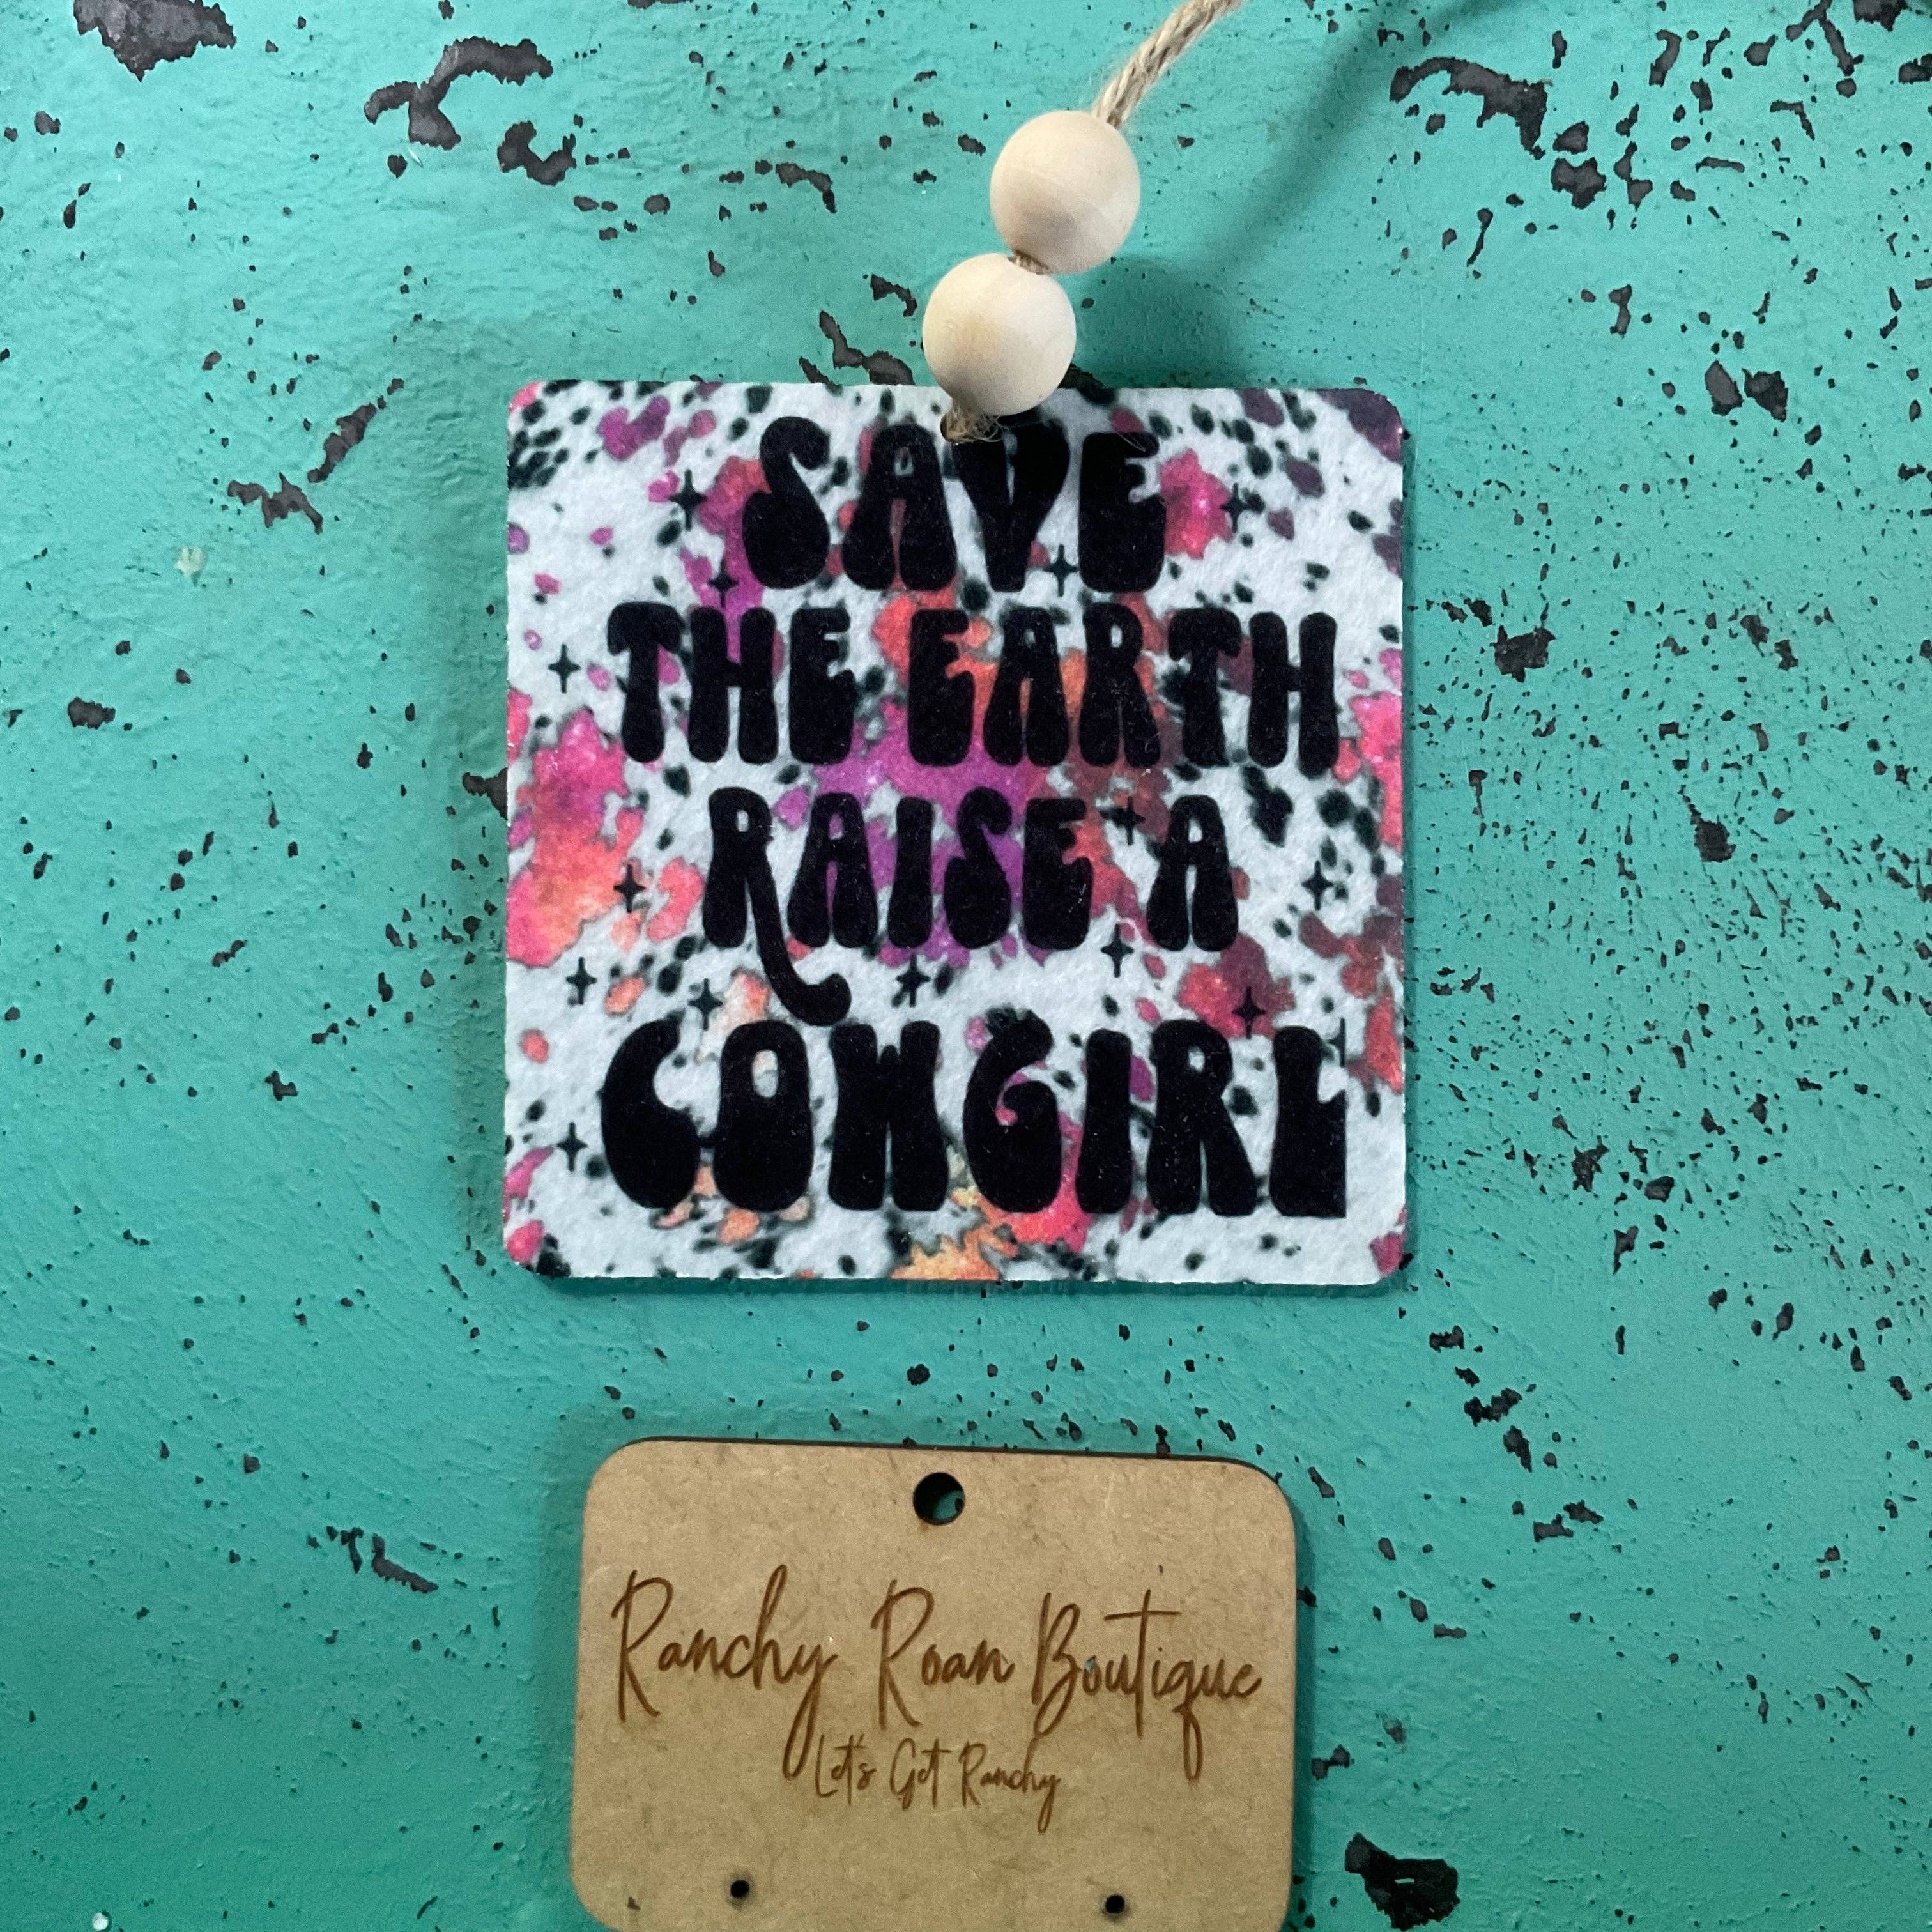 SAVE
THE EARTH
RAISE A
COWGIRL
Ranchy Roan Boutique
Let's Get Ranchy